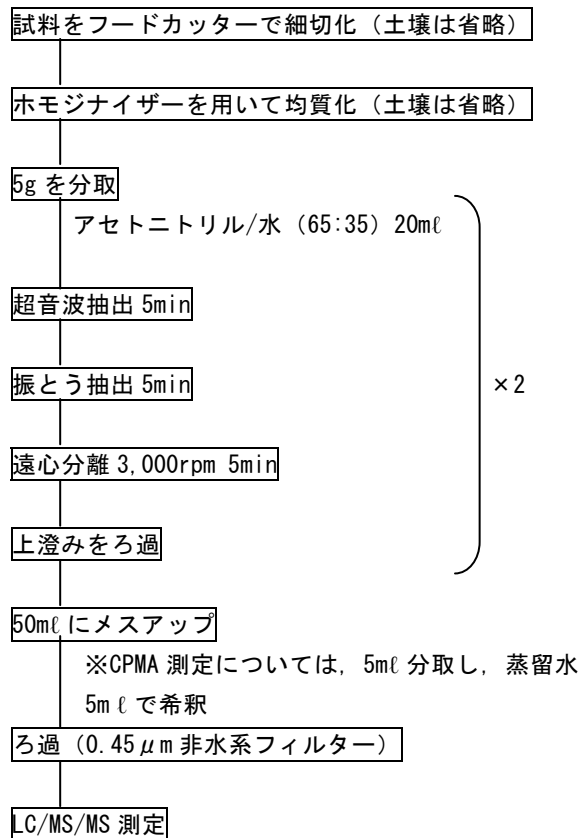 試料をフードカッターで細切化（土壌は省略）
ホモジナイザーを用いて均質化（土壌は省略）
5g を分取
アセトニトリル/水（65:35）20mℓ
超音波抽出 5min
振とう抽出 5min
×2
遠心分離 3,000rpm 5min
上澄みをろ過
50mℓ にメスアップ
※CPMA 測定については，5mℓ 分取し，蒸留水
5mℓ で希釈
ろ過（0.45μm 非水系フィルター）
LC/MS/MS 測定